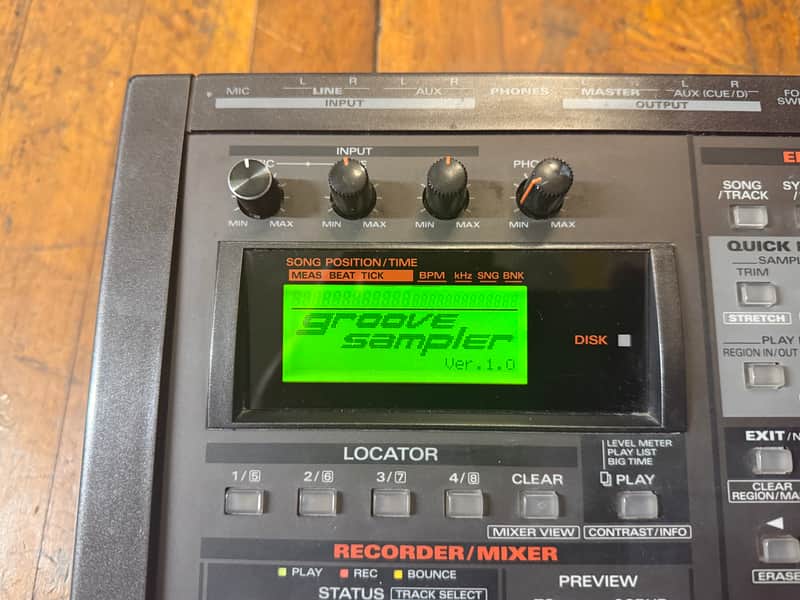 MIC L LINE R L AUX R PHONES L MASTER R L AUX (CUE/D) R
INPUT OUTPUT
INPUT
MIN MAX MIN MAX MIN MAX MIN MAX
SONG POSITION/TIME
MEAS BEAT TICK BPM kHz SNG BNK
groove
sampler
Ver.1.0
DISK
SONG
/TRACK
QUICK
TRIM
STRETCH
REGION IN/OUT
LOCATOR
1/5 2/6 3/7 4/8 CLEAR
LEVEL METER
PLAY LIST
BIG TIME
PLAY
MIXER VIEW CONTRAST/INFO
EXIT
CLEAR
ERASE
RECORDER/MIXER
PLAY REC BOUNCE
STATUS TRACK SELECT
PREVIEW